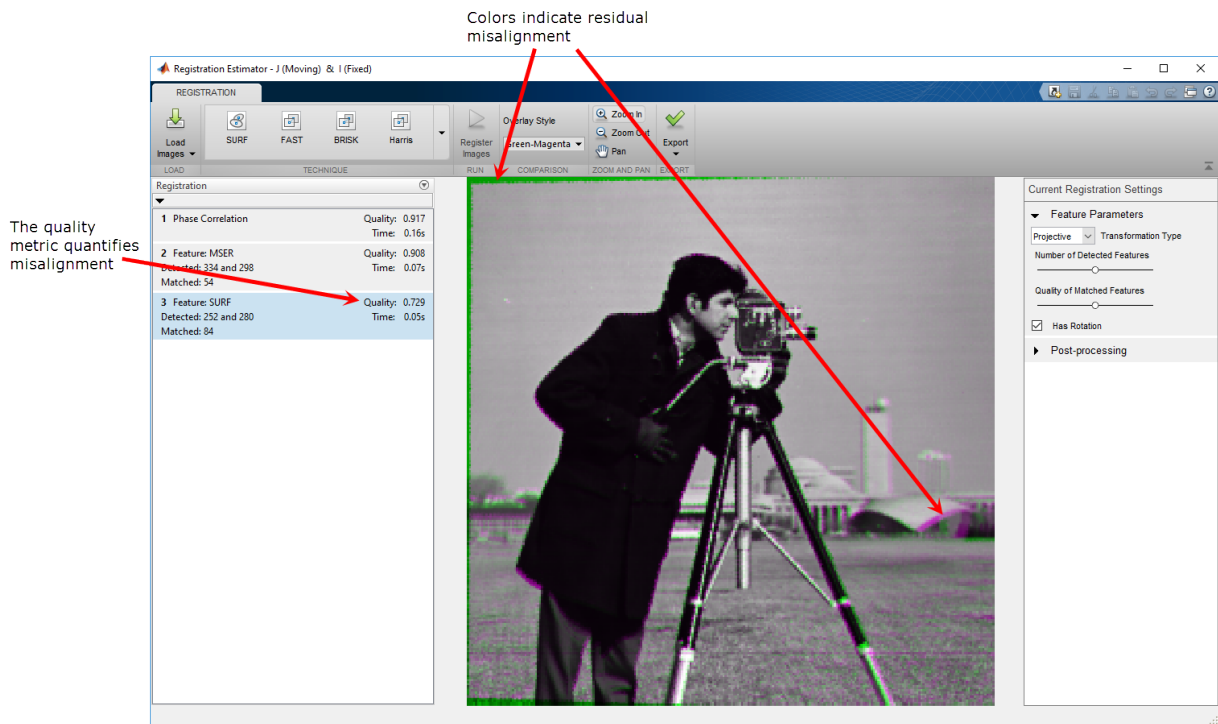 Colors indicate residual
misalignment
Registration Estimator - J (Moving) & I (Fixed)
REGISTRATION
Load
Images
SURF
FAST
BRISK
Harris
Register
Images
Overlay Style
Green-Magenta
Zoom In
Zoom Out
Pan
Export
LOAD
TECHNIQUE
RUN
COMPARISON
ZOOM AND PAN
EXPORT
Registration
1 Phase Correlation Quality: 0.917
Time: 0.16s
2 Feature: MSER Quality: 0.908
Detected: 334 and 298 Time: 0.07s
Matched: 54
3 Feature: SURF Quality: 0.729
Detected: 252 and 280 Time: 0.05s
Matched: 84
The quality
metric quantifies
misalignment
Current Registration Settings
Feature Parameters
Projective Transformation Type
Number of Detected Features
Quality of Matched Features
Has Rotation
Post-processing